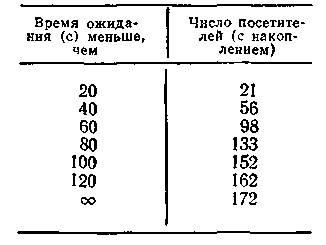 Время ожида- Число посетите-
ния (с) меньше, лей (с накоп-
чем лением)
20 21
40 56
60 98
80 133
100 152
120 162
∞ 172